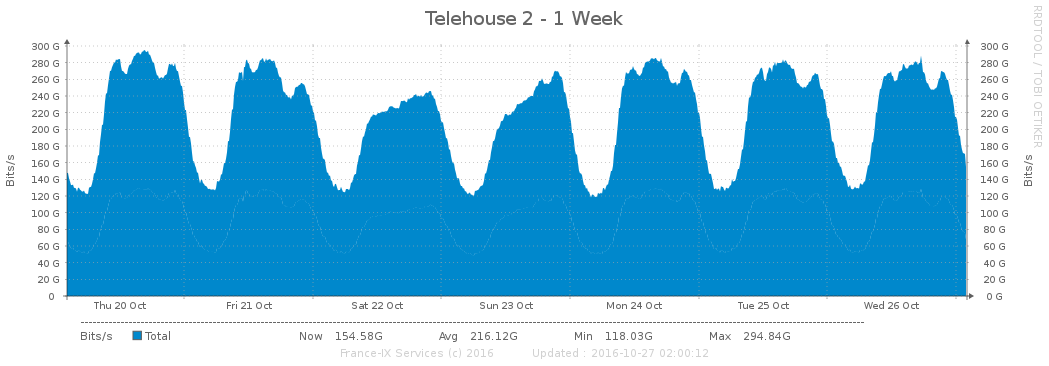 Telehouse 2 - 1 Week
RRDTOOL / TOBI OETIKER
Bits/s
300 G 300 G
280 G 280 G
260 G 260 G
240 G 240 G
220 G 220 G
200 G 200 G
180 G 180 G
160 G 160 G
140 G 140 G
120 G 120 G
100 G 100 G
80 G 80 G
60 G 60 G
40 G 40 G
20 G 20 G
0 0 G
Bits/s
Thu 20 Oct Fri 21 Oct Sat 22 Oct Sun 23 Oct Mon 24 Oct Tue 25 Oct Wed 26 Oct
Bits/s Total Now 154.58G Avg 216.12G Min 118.03G Max 294.84G
France-IX Services (c) 2016 Updated : 2016-10-27 02:00:12